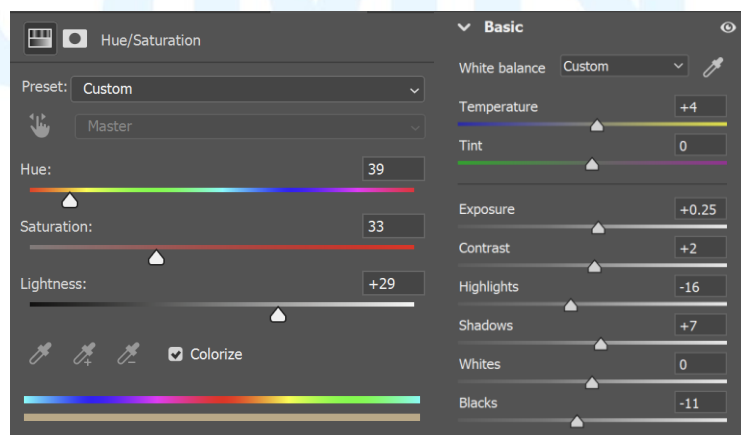 Hue/Saturation
Preset: Custom
Master
Hue: 39
Saturation: 33
Lightness: +29
Colorize
Basic
White balance Custom
Temperature +4
Tint 0
Exposure +0.25
Contrast +2
Highlights -16
Shadows +7
Whites 0
Blacks -11